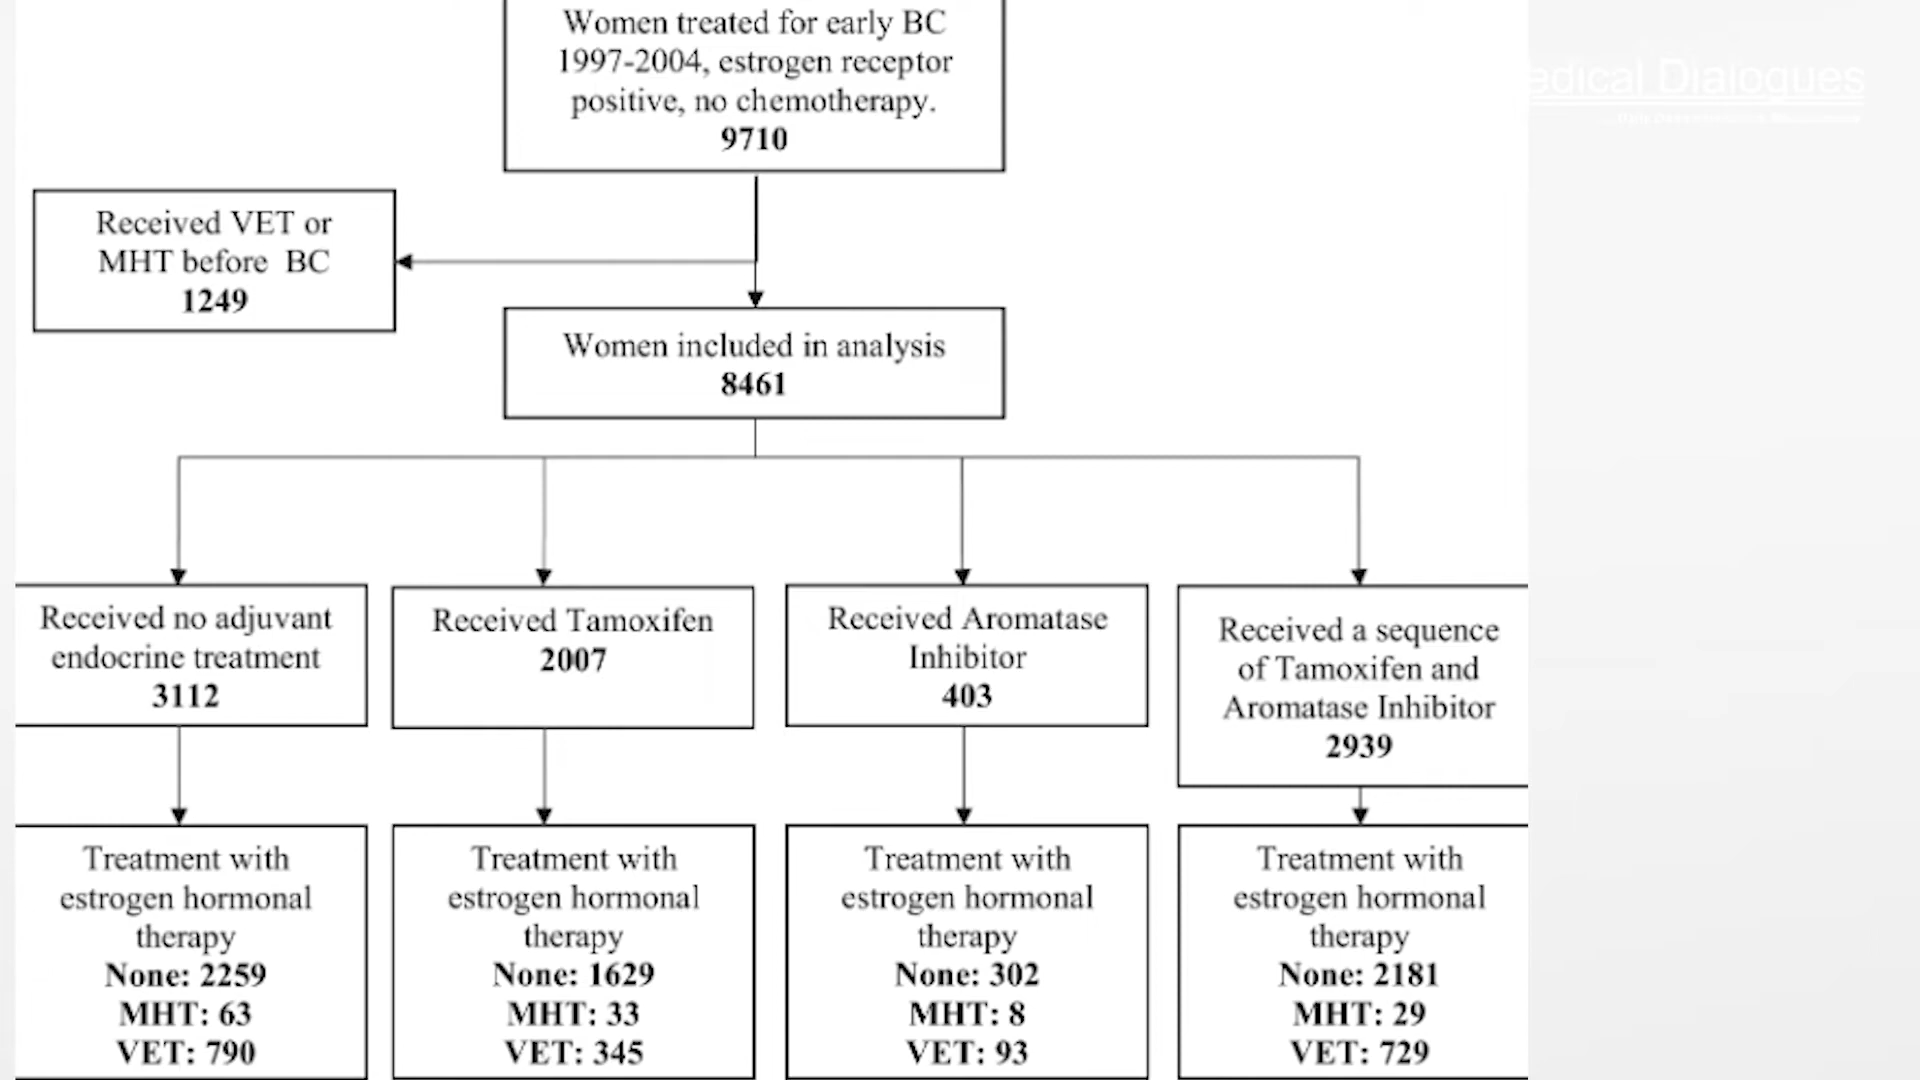 Women treated for early BC
1997-2004, estrogen receptor
positive, no chemotherapy.
9710
edical Dialogues
Received VET or
MHT before BC
1249
Women included in analysis
8461
Received no adjuvant
endocrine treatment
3112
Received Tamoxifen
2007
Received Aromatase
Inhibitor
403
Received a sequence
of Tamoxifen and
Aromatase Inhibitor
2939
Treatment with
estrogen hormonal
therapy
None: 2259
MHT: 63
VET: 790
Treatment with
estrogen hormonal
therapy
None: 1629
MHT: 33
VET: 345
Treatment with
estrogen hormonal
therapy
None: 302
MHT: 8
VET: 93
Treatment with
estrogen hormonal
therapy
None: 2181
MHT: 29
VET: 729